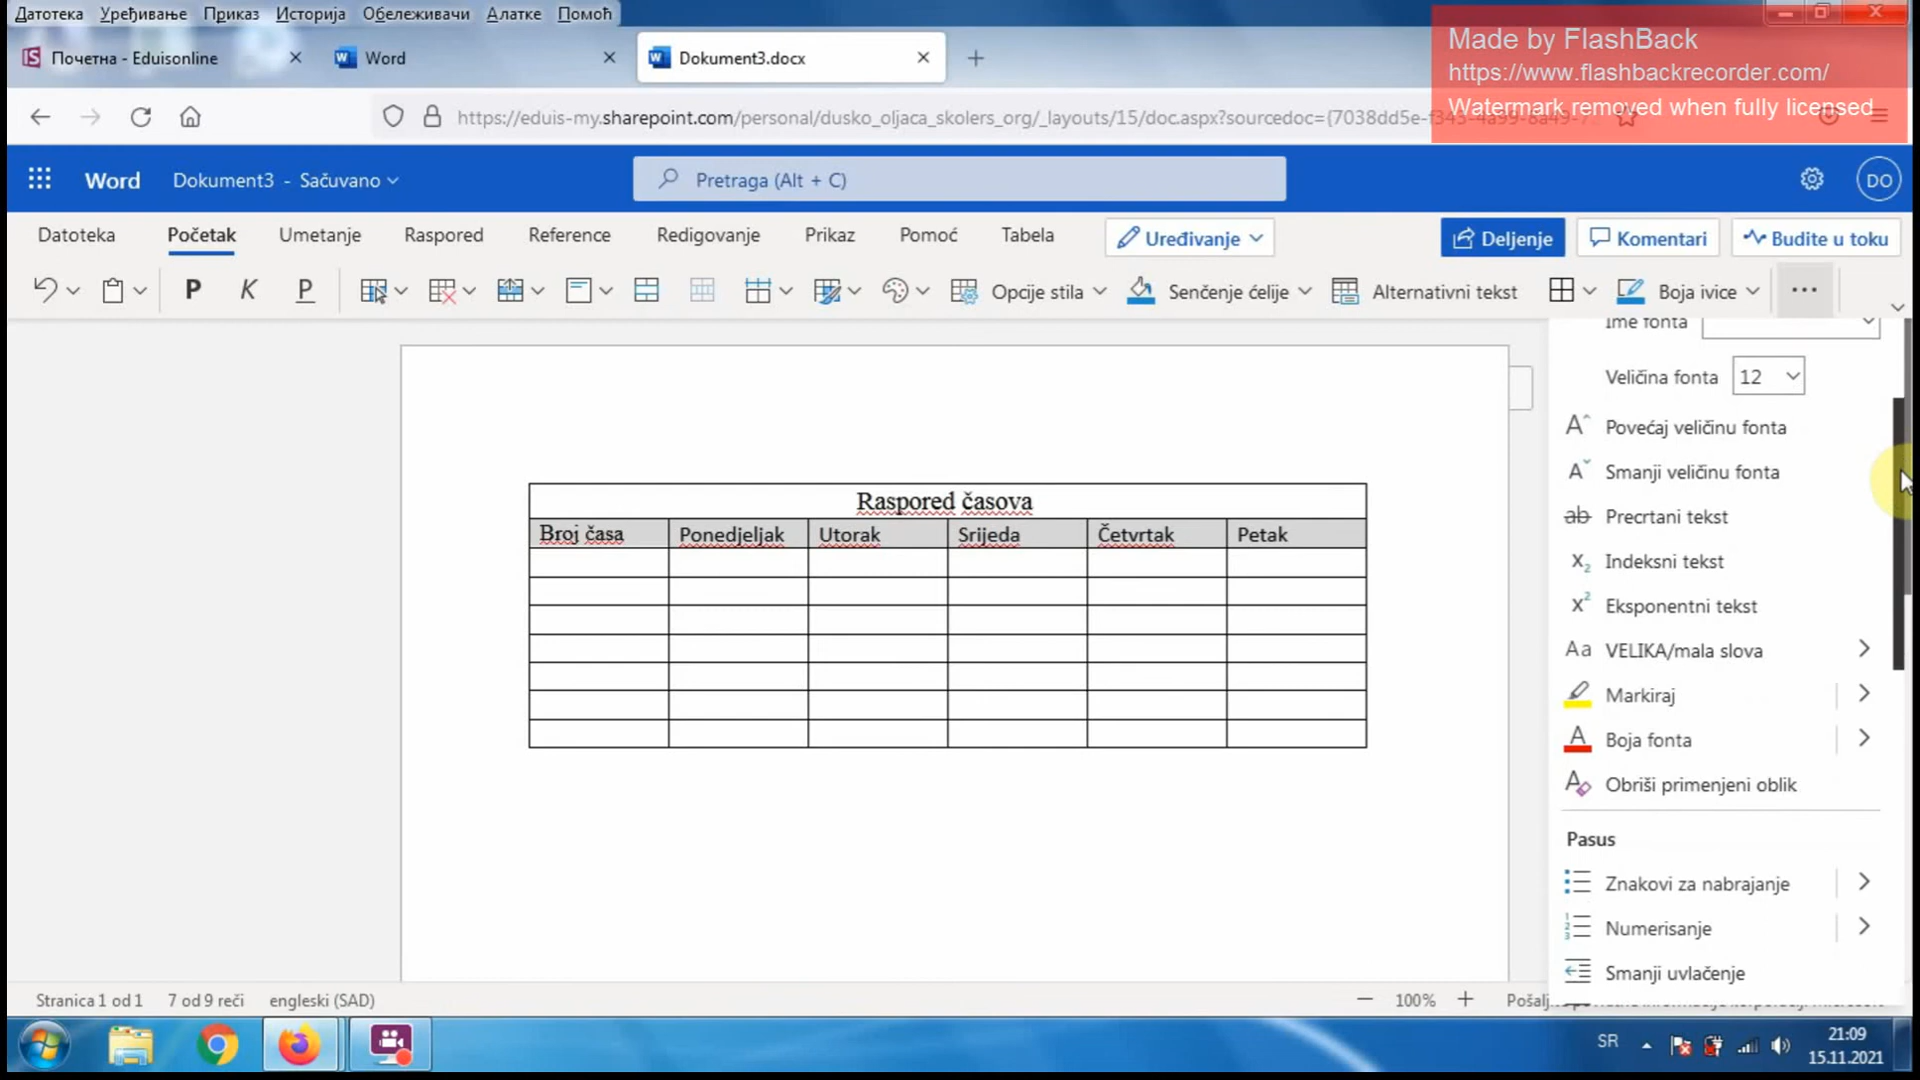 Датотека Уређивање Приказ Историја Обележивачи Алатке Помоћ
Made by FlashBack
https://www.flashbackrecorder.com/
Watermark removed when fully licensed
Почетна - Eduisonline
Word
Dokument3.docx
https://eduis-my.sharepoint.com/personal/dusko_oljaca_skolers_org/_layouts/15/doc.aspx?sourcedoc={7038dd5e-
Word Dokument3 - Sačuvano
Pretraga (Alt + C)
DO
Datoteka Početak Umetanje Raspored Reference Redigovanje Prikaz Pomoć Tabela Uređivanje Deljenje Komentari Budite u toku
P K P Opcije stila Senčenje ćelije Alternativni tekst Boja ivice
Ime fonta
Veličina fonta 12
Povećaj veličinu fonta
Smanji veličinu fonta
Precrtani tekst
Indeksni tekst
Eksponentni tekst
VELIKA/mala slova
Markiraj
Boja fonta
Obriši primenjeni oblik
Pasus
Znakovi za nabrajanje
Numerisanje
Smanji uvlačenje
Raspored časova
Broj časa Ponedjeljak Utorak Srijeda Četvrtak Petak
Stranica 1 od 1 7 od 9 reči engleski (SAD) 100%
SR
21:09
15.11.2021